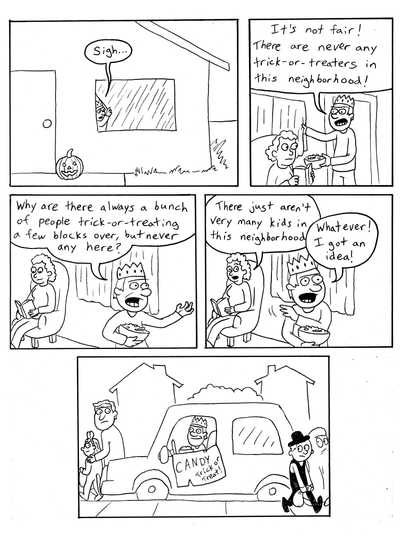 Sigh...
It's not fair!
There are never any
trick-or-treaters in
this neighborhood!
Why are there always a bunch
of people trick-or-treating
a few blocks over, but never
any here?
There just aren't
very many kids in
this neighborhood
Whatever!
I got an
idea!
CANDY
trick or
treat!